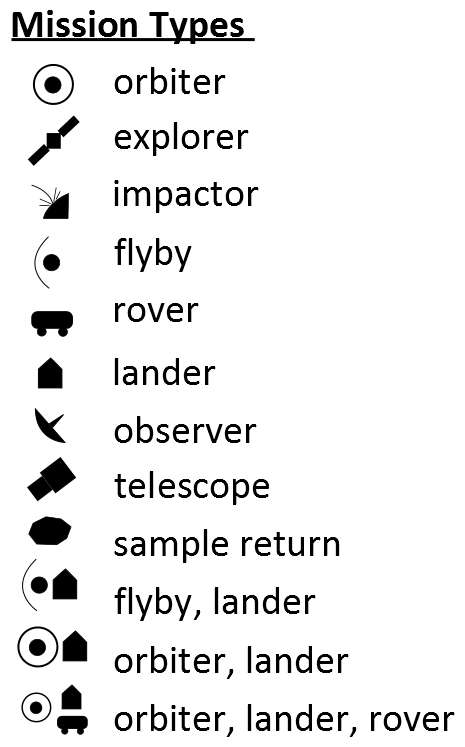 Mission Types
orbiter
explorer
impactor
flyby
rover
lander
observer
telescope
sample return
flyby, lander
orbiter, lander
orbiter, lander, rover